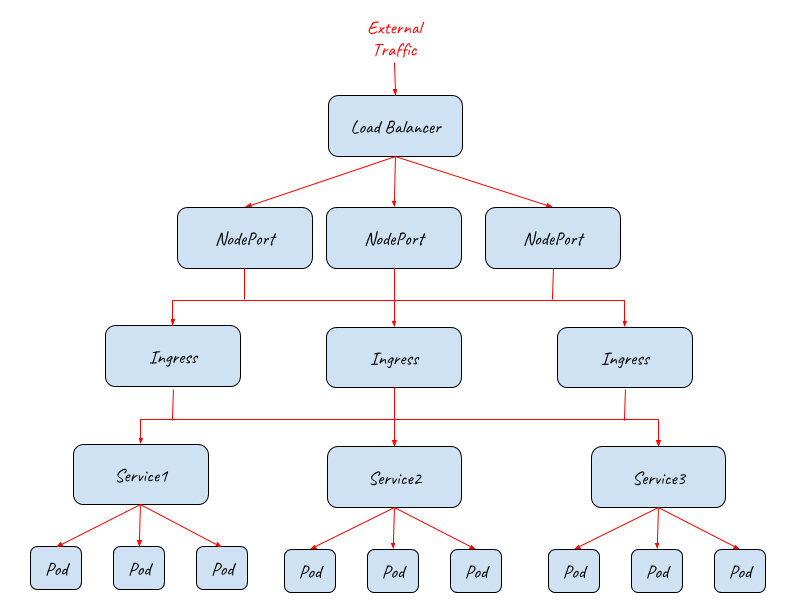 External
Traffic
Load Balancer
NodePort
NodePort
NodePort
Ingress
Ingress
Ingress
Service1
Service2
Service3
Pod
Pod
Pod
Pod
Pod
Pod
Pod
Pod
Pod